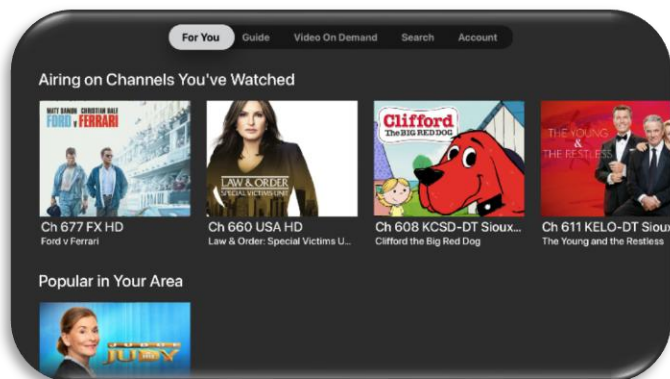 For You Guide Video On Demand Search Account
Airing on Channels You've Watched
MATT DAMON CHRISTIAN BALE
FORD v FERRARI
LAW & ORDER
SPECIAL VICTIMS UNIT
Clifford
The BIG RED DOG
THE YOUNG
&
THE RESTLESS
Ch 677 FX HD
Ford v Ferrari
Ch 660 USA HD
Law & Order: Special Victims U...
Ch 608 KCSD-DT Sioux...
Clifford the Big Red Dog
Ch 611 KELO-DT Sioux
The Young and the Restless
Popular in Your Area
JUDGE
JUDY